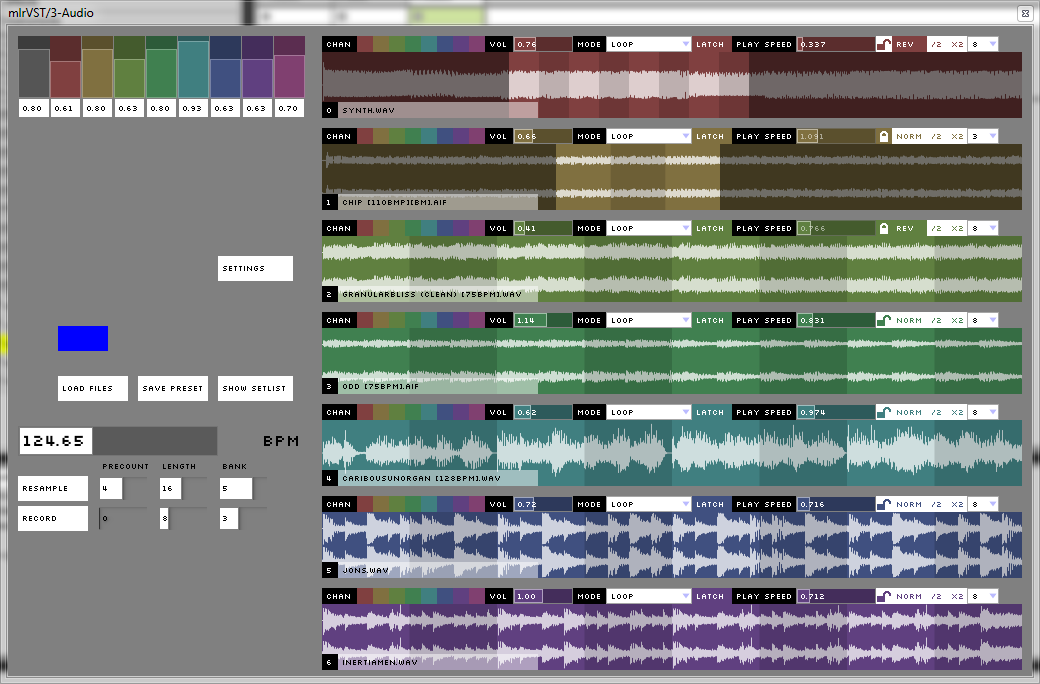 mlrVST/3-Audio
0.80 0.61 0.80 0.63 0.80 0.93 0.63 0.63 0.70
SETTINGS
LOAD FILES SAVE PRESET SHOW SETLIST
124.65 BPM
PRECOUNT LENGTH BANK
RESAMPLE 4 16 5
RECORD 0 8 3
CHAN VOL 0.76 MODE LOOP LATCH PLAY SPEED 0.337 REV /2 X2 8
0 SYNTH.WAV
CHAN VOL 0.66 MODE LOOP LATCH PLAY SPEED 1.091 NORM /2 X2 3
1 CHIP [110BMP][BM].AIF
CHAN VOL 0.41 MODE LOOP LATCH PLAY SPEED 0.766 REV /2 X2 8
2 GRANULARBLISS (CLEAN) [75BPM].WAV
CHAN VOL 1.14 MODE LOOP LATCH PLAY SPEED 0.831 NORM /2 X2 8
3 ODD [75BPM].AIF
CHAN VOL 0.62 MODE LOOP LATCH PLAY SPEED 0.974 NORM /2 X2 8
4 CARIBOUSUNORGAN [128BPM].WAV
CHAN VOL 0.72 MODE LOOP LATCH PLAY SPEED 0.716 NORM /2 X2 8
5 JONS.WAV
CHAN VOL 1.00 MODE LOOP LATCH PLAY SPEED 0.712 NORM /2 X2 8
6 INERTIAMEN.WAV